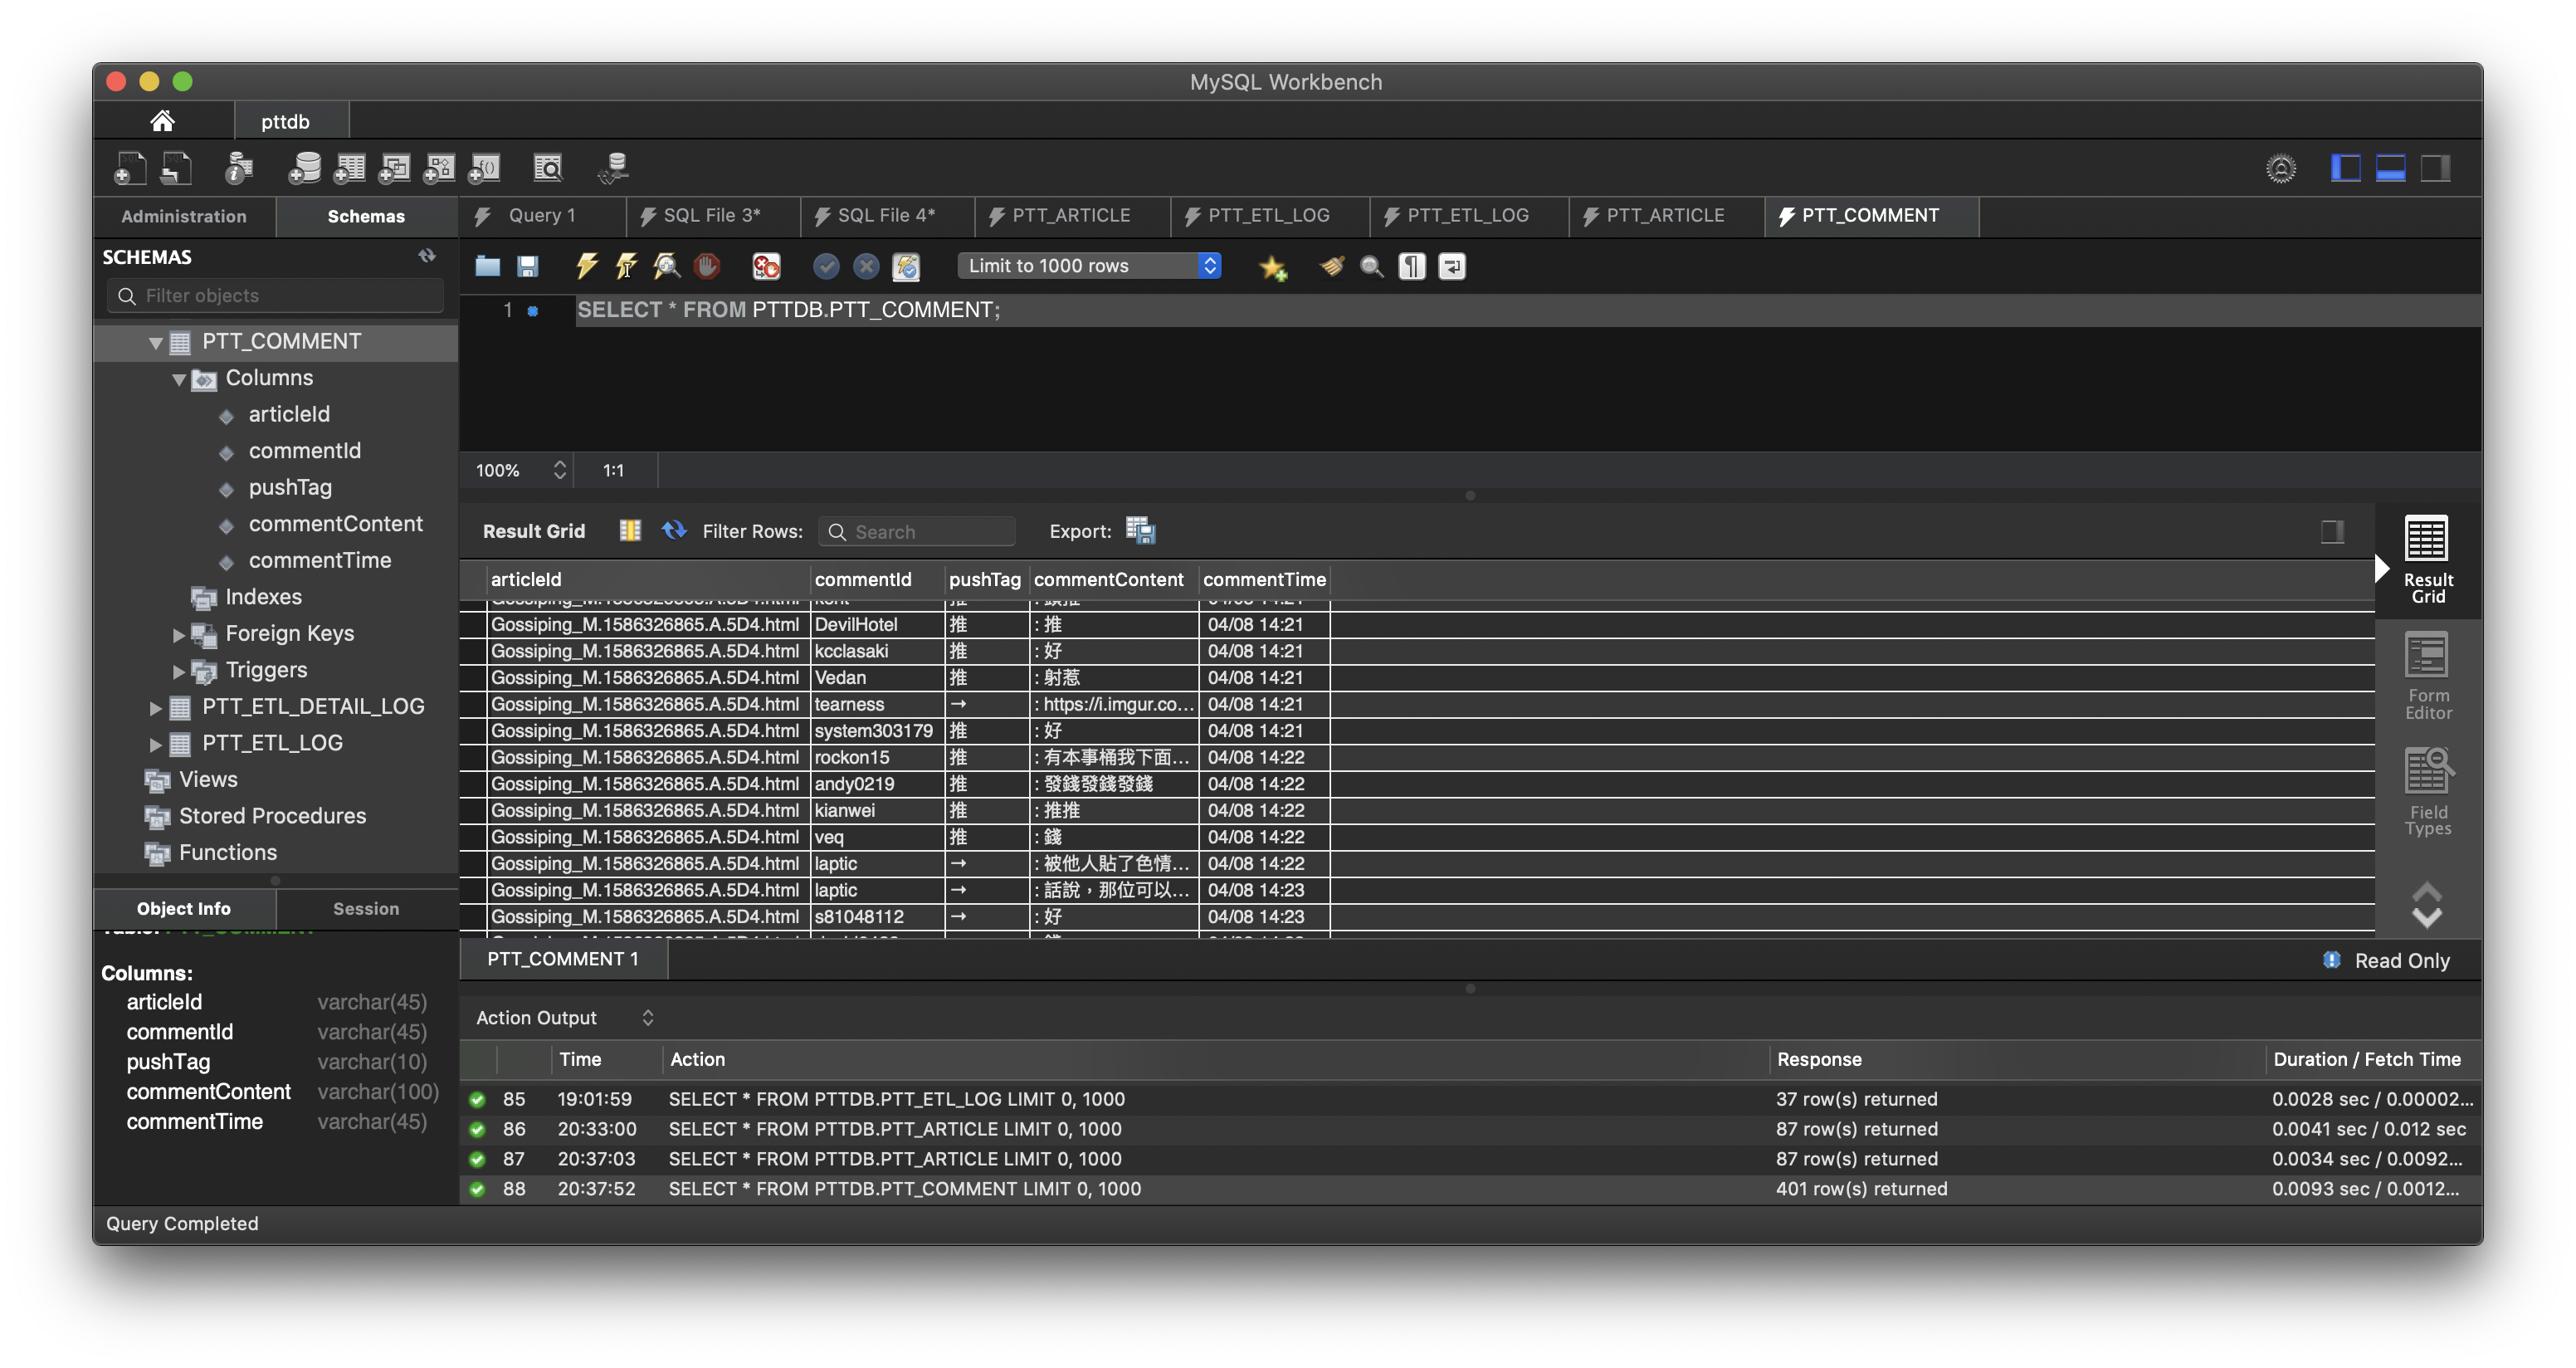 MySQL Workbench
pttdb
Administration
Schemas
Query 1
SQL File 3*
SQL File 4*
PTT_ARTICLE
PTT_ETL_LOG
PTT_ETL_LOG
PTT_ARTICLE
PTT_COMMENT
SCHEMAS
Filter objects
Limit to 1000 rows
1
SELECT * FROM PTTDB.PTT_COMMENT;
PTT_COMMENT
Columns
articleId
commentId
pushTag
commentContent
commentTime
Indexes
Foreign Keys
Triggers
PTT_ETL_DETAIL_LOG
PTT_ETL_LOG
Views
Stored Procedures
Functions
100% 1:1
Result Grid Filter Rows: Search Export:
articleId commentId pushTag commentContent commentTime
Gossiping_M.1586326865.A.5D4.html 04/08 14:21
Gossiping_M.1586326865.A.5D4.html DevilHotel 推 : 推 04/08 14:21
Gossiping_M.1586326865.A.5D4.html kcclasaki 推 : 好 04/08 14:21
Gossiping_M.1586326865.A.5D4.html Vedan 推 : 射惹 04/08 14:21
Gossiping_M.1586326865.A.5D4.html tearness → : https://i.imgur.co... 04/08 14:21
Gossiping_M.1586326865.A.5D4.html system303179 推 : 好 04/08 14:21
Gossiping_M.1586326865.A.5D4.html rockon15 推 : 有本事桶我下面... 04/08 14:22
Gossiping_M.1586326865.A.5D4.html andy0219 推 : 發錢發錢發錢 04/08 14:22
Gossiping_M.1586326865.A.5D4.html kianwei 推 : 推推 04/08 14:22
Gossiping_M.1586326865.A.5D4.html veq 推 : 錢 04/08 14:22
Gossiping_M.1586326865.A.5D4.html laptic → : 被他人貼了色情... 04/08 14:22
Gossiping_M.1586326865.A.5D4.html laptic → : 話說，那位可以... 04/08 14:23
Gossiping_M.1586326865.A.5D4.html s81048112 → : 好 04/08 14:23
Result
Grid
Form
Editor
Field
Types
PTT_COMMENT 1
Read Only
Object Info
Session
Table: PTT_COMMENT
Columns:
articleId varchar(45)
commentId varchar(45)
pushTag varchar(10)
commentContent varchar(100)
commentTime varchar(45)
Action Output
Time Action Response Duration / Fetch Time
85 19:01:59 SELECT * FROM PTTDB.PTT_ETL_LOG LIMIT 0, 1000 37 row(s) returned 0.0028 sec / 0.00002...
86 20:33:00 SELECT * FROM PTTDB.PTT_ARTICLE LIMIT 0, 1000 87 row(s) returned 0.0041 sec / 0.012 sec
87 20:37:03 SELECT * FROM PTTDB.PTT_ARTICLE LIMIT 0, 1000 87 row(s) returned 0.0034 sec / 0.0092...
88 20:37:52 SELECT * FROM PTTDB.PTT_COMMENT LIMIT 0, 1000 401 row(s) returned 0.0093 sec / 0.0012...
Query Completed